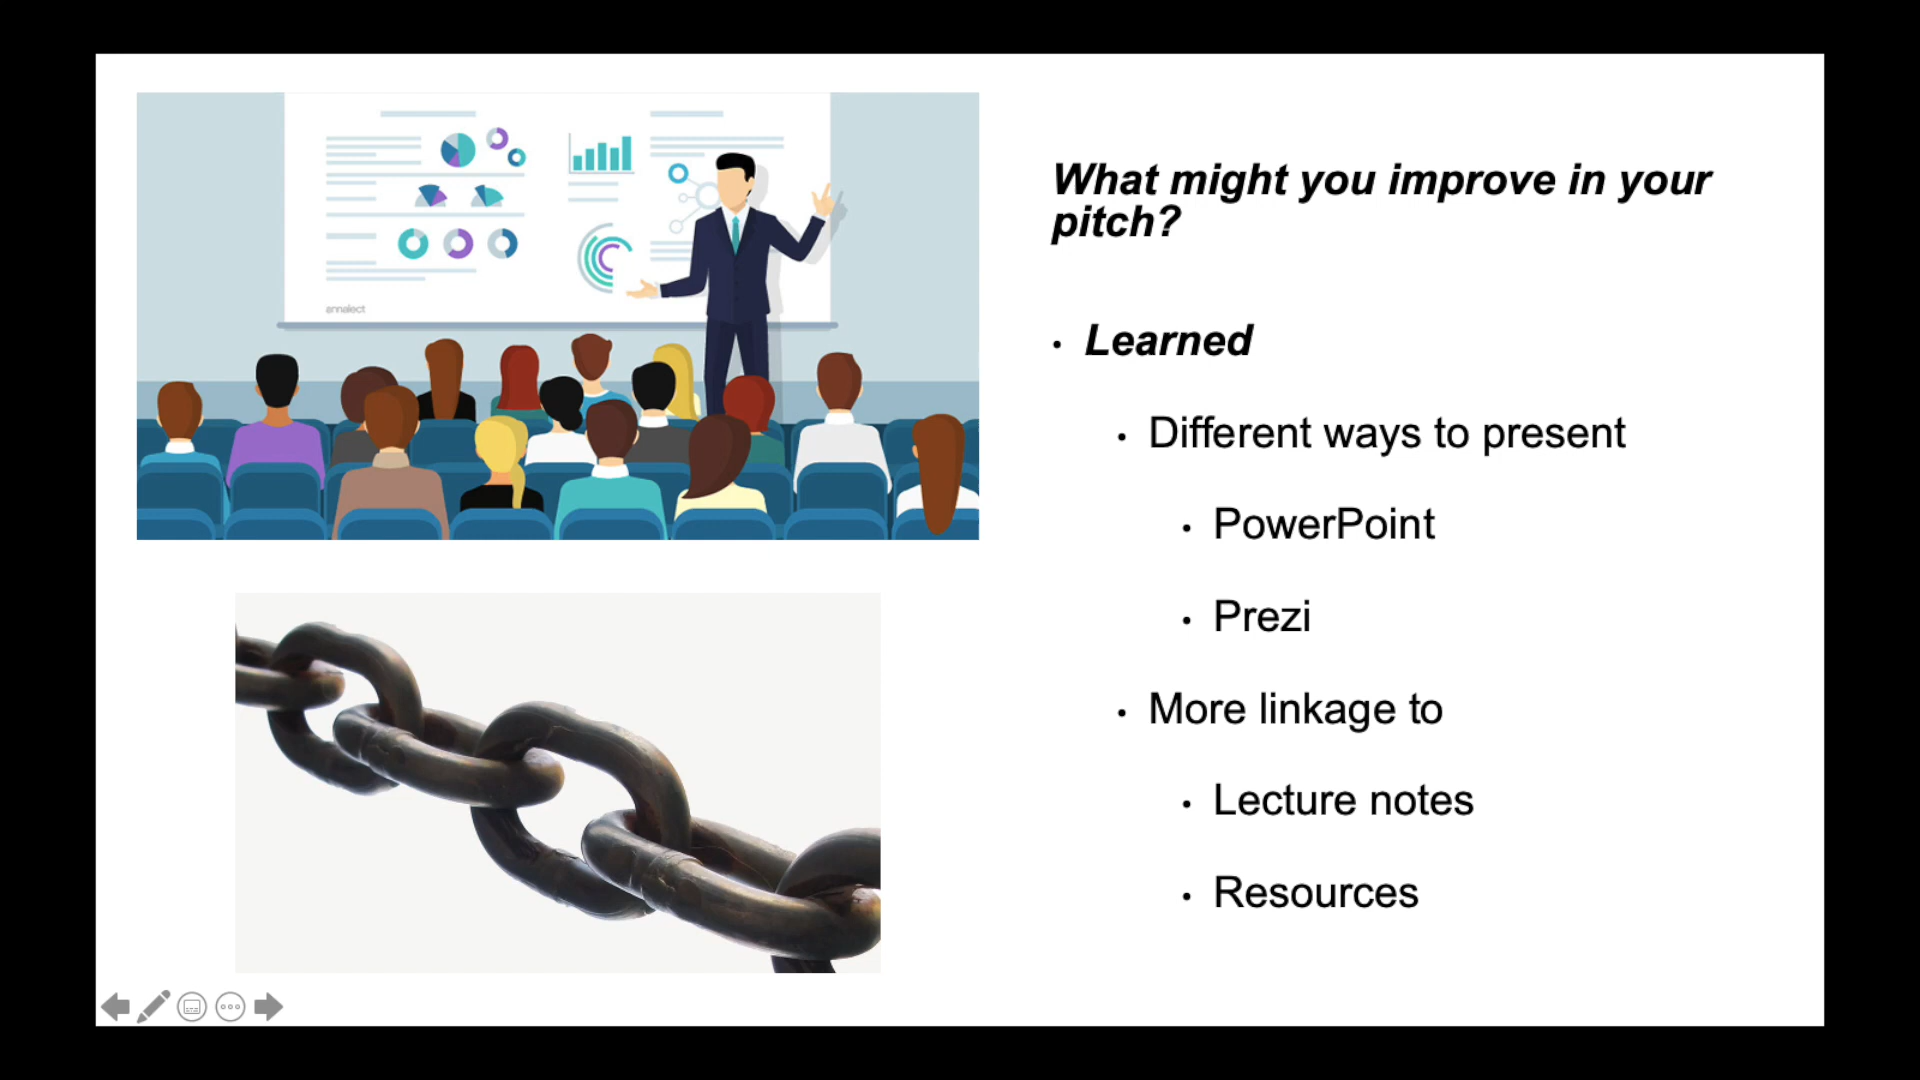 annalect
What might you improve in your
pitch?
• Learned
• Different ways to present
• PowerPoint
• Prezi
• More linkage to
• Lecture notes
• Resources